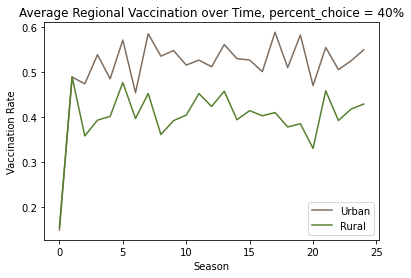 Average Regional Vaccination over Time, percent_choice = 40%
0.6
0.5
0.4
0.3
0.2
Vaccination Rate
0 5 10 15 20 25
Season
Urban
Rural